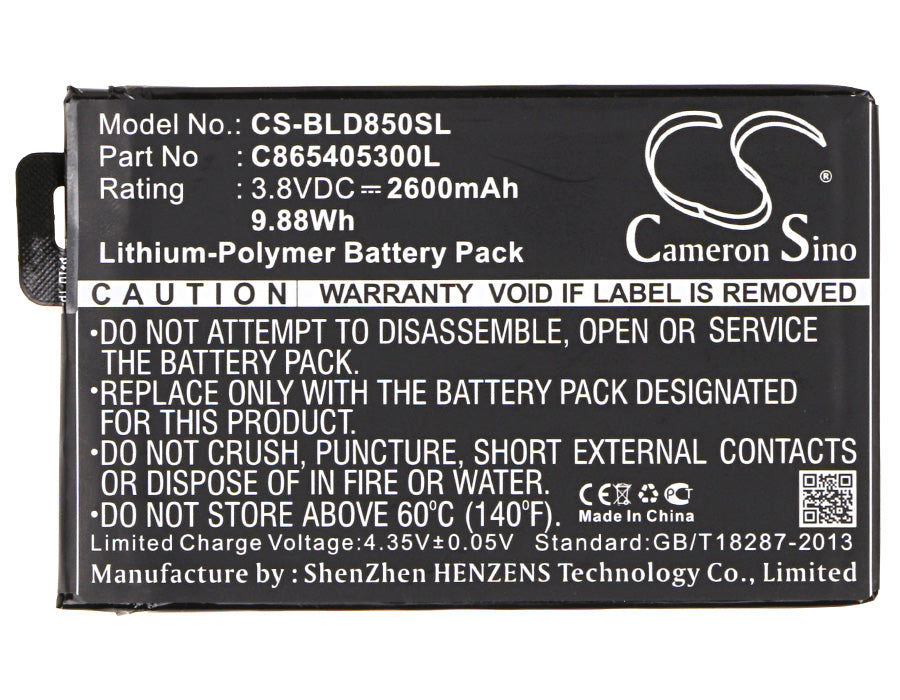 Model No.: CS-BLD850SL
Part No : C865405300L
Rating : 3.8VDC ⎓ 2600mAh
9.88Wh
Lithium-Polymer Battery Pack
CS
®
Cameron Sino
CAUTION WARRANTY VOID IF LABEL IS REMOVED
•DO NOT ATTEMPT TO DISASSEMBLE, OPEN OR SERVICE
THE BATTERY PACK.
•REPLACE ONLY WITH THE BATTERY PACK DESIGNATED
FOR THIS PRODUCT.
•DO NOT CRUSH, PUNCTURE, SHORT EXTERNAL CONTACTS
OR DISPOSE OF IN FIRE OR WATER.
•DO NOT STORE ABOVE 60°C (140°F).
CE PCT
Made In China
Limited Charge Voltage:4.35V±0.05V Standard:GB/T18287-2013
Manufacture by : ShenZhen HENZENS Technology Co., Limited